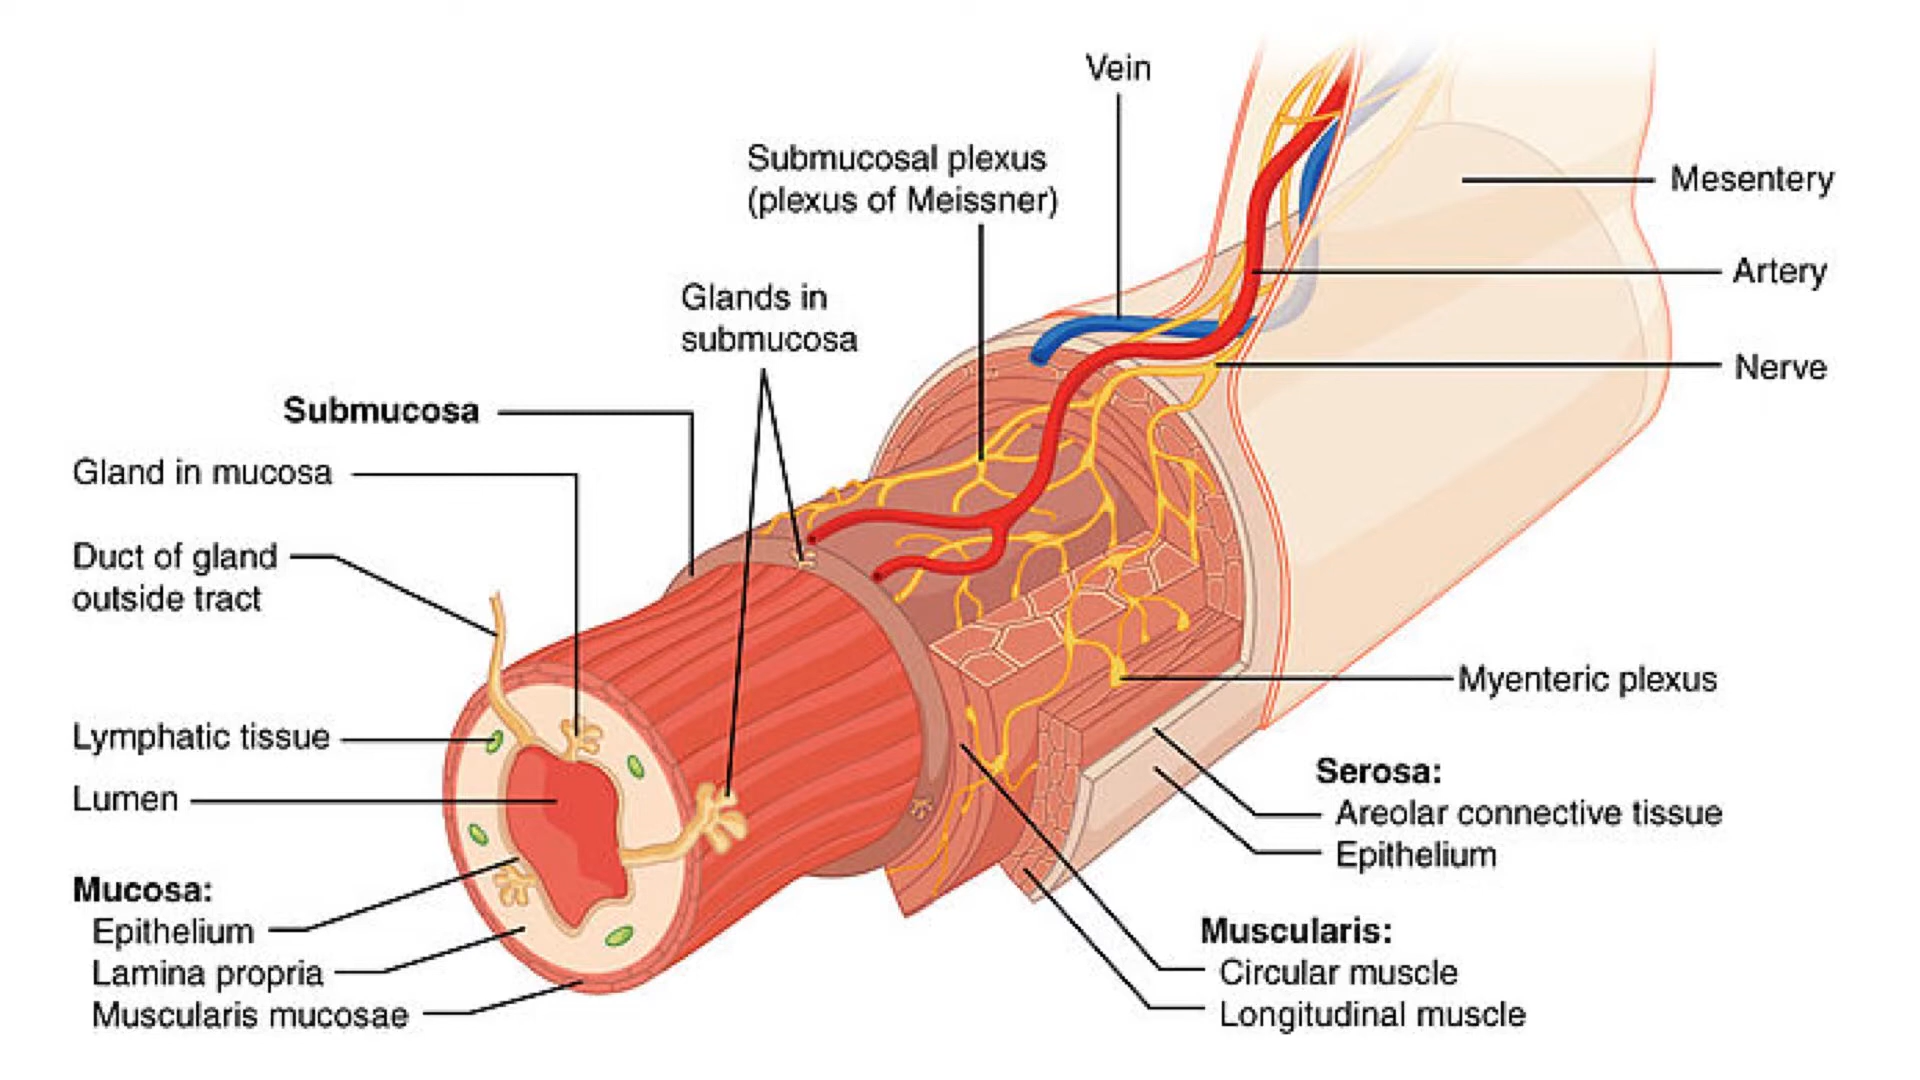 Vein
Submucosal plexus
(plexus of Meissner)
Mesentery
Artery
Glands in
submucosa
Nerve
Submucosa
Gland in mucosa
Duct of gland
outside tract
Myenteric plexus
Lymphatic tissue
Lumen
Serosa:
Areolar connective tissue
Epithelium
Mucosa:
Epithelium
Lamina propria
Muscularis mucosae
Muscularis:
Circular muscle
Longitudinal muscle